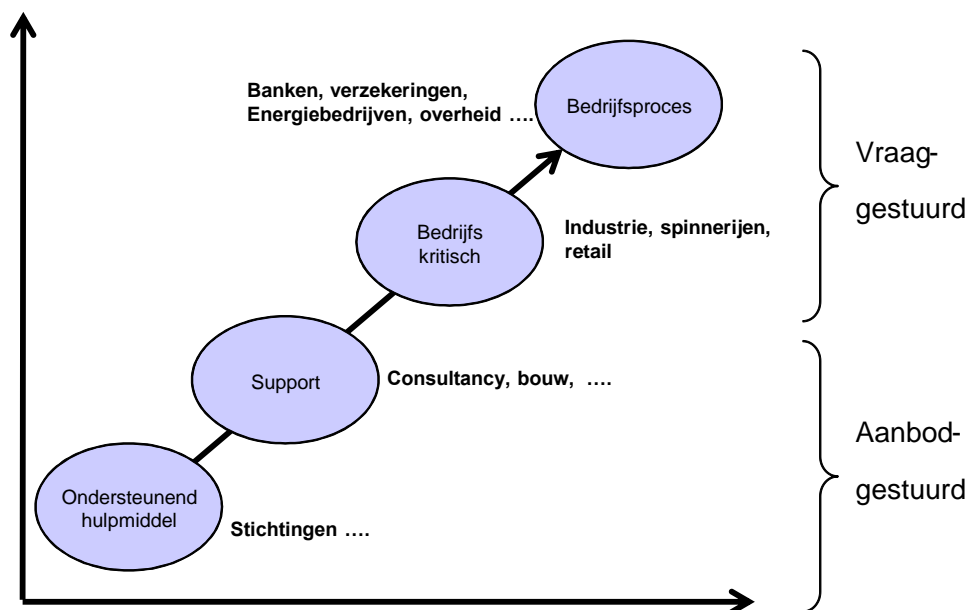 Banken, verzekeringen,
Energiebedrijven, overheid ....
Bedrijfsproces
Vraag-
gestuurd
Bedrijfs
kritisch
Industrie, spinnerijen,
retail
Support
Consultancy, bouw, ....
Aanbod-
gestuurd
Ondersteunend
hulpmiddel
Stichtingen ....